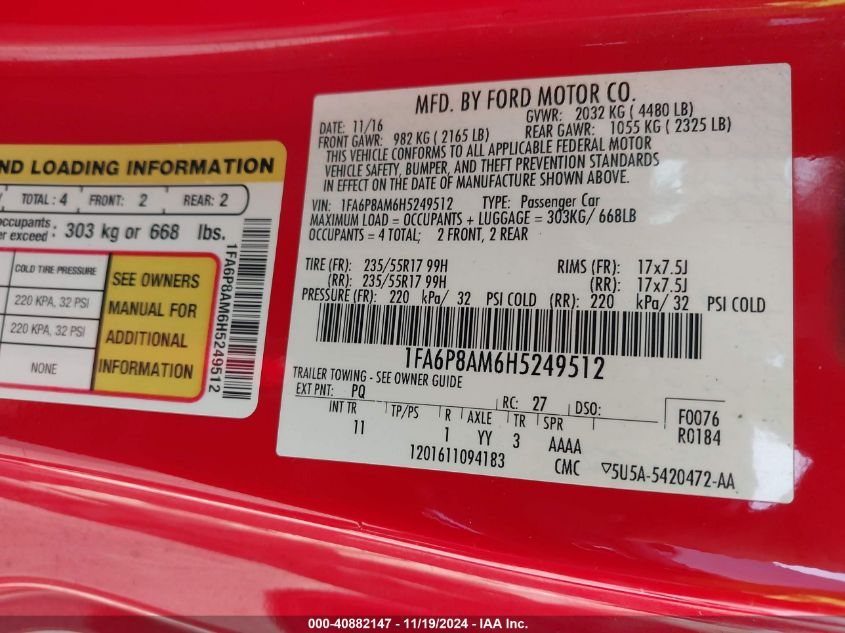 ND LOADING INFORMATION
TOTAL: 4 FRONT: 2 REAR: 2
occupants
er exceed: 303 kg or 668 lbs.
COLD TIRE PRESSURE
220 KPA, 32 PSI
220 KPA, 32 PSI
NONE
SEE OWNERS
MANUAL FOR
ADDITIONAL
INFORMATION
1FA6P8AM6H5249512
MFD. BY FORD MOTOR CO.
DATE: 11/16 GVWR: 2032 KG ( 4480 LB)
FRONT GAWR: 982 KG ( 2165 LB) REAR GAWR: 1055 KG ( 2325 LB)
THIS VEHICLE CONFORMS TO ALL APPLICABLE FEDERAL MOTOR
VEHICLE SAFETY, BUMPER, AND THEFT PREVENTION STANDARDS
IN EFFECT ON THE DATE OF MANUFACTURE SHOWN ABOVE.
VIN: 1FA6P8AM6H5249512 TYPE: Passenger Car
MAXIMUM LOAD = OCCUPANTS + LUGGAGE = 303KG/ 668LB
OCCUPANTS = 4 TOTAL; 2 FRONT, 2 REAR
TIRE (FR): 235/55R17 99H RIMS (FR): 17x7.5J
(RR): 235/55R17 99H (RR): 17x7.5J
PRESSURE (FR): 220 kPa/ 32 PSI COLD (RR): 220 kPa/ 32 PSI COLD
1FA6P8AM6H5249512
TRAILER TOWING - SEE OWNER GUIDE
EXT PNT: PQ RC: 27 DSO: F0076
R0184
INT TR TP/PS R AXLE TR SPR
11 1 YY 3 AAAA
1201611094183 CMC ▽5U5A-5420472-AA
000-40882147 - 11/19/2024 - IAA Inc.